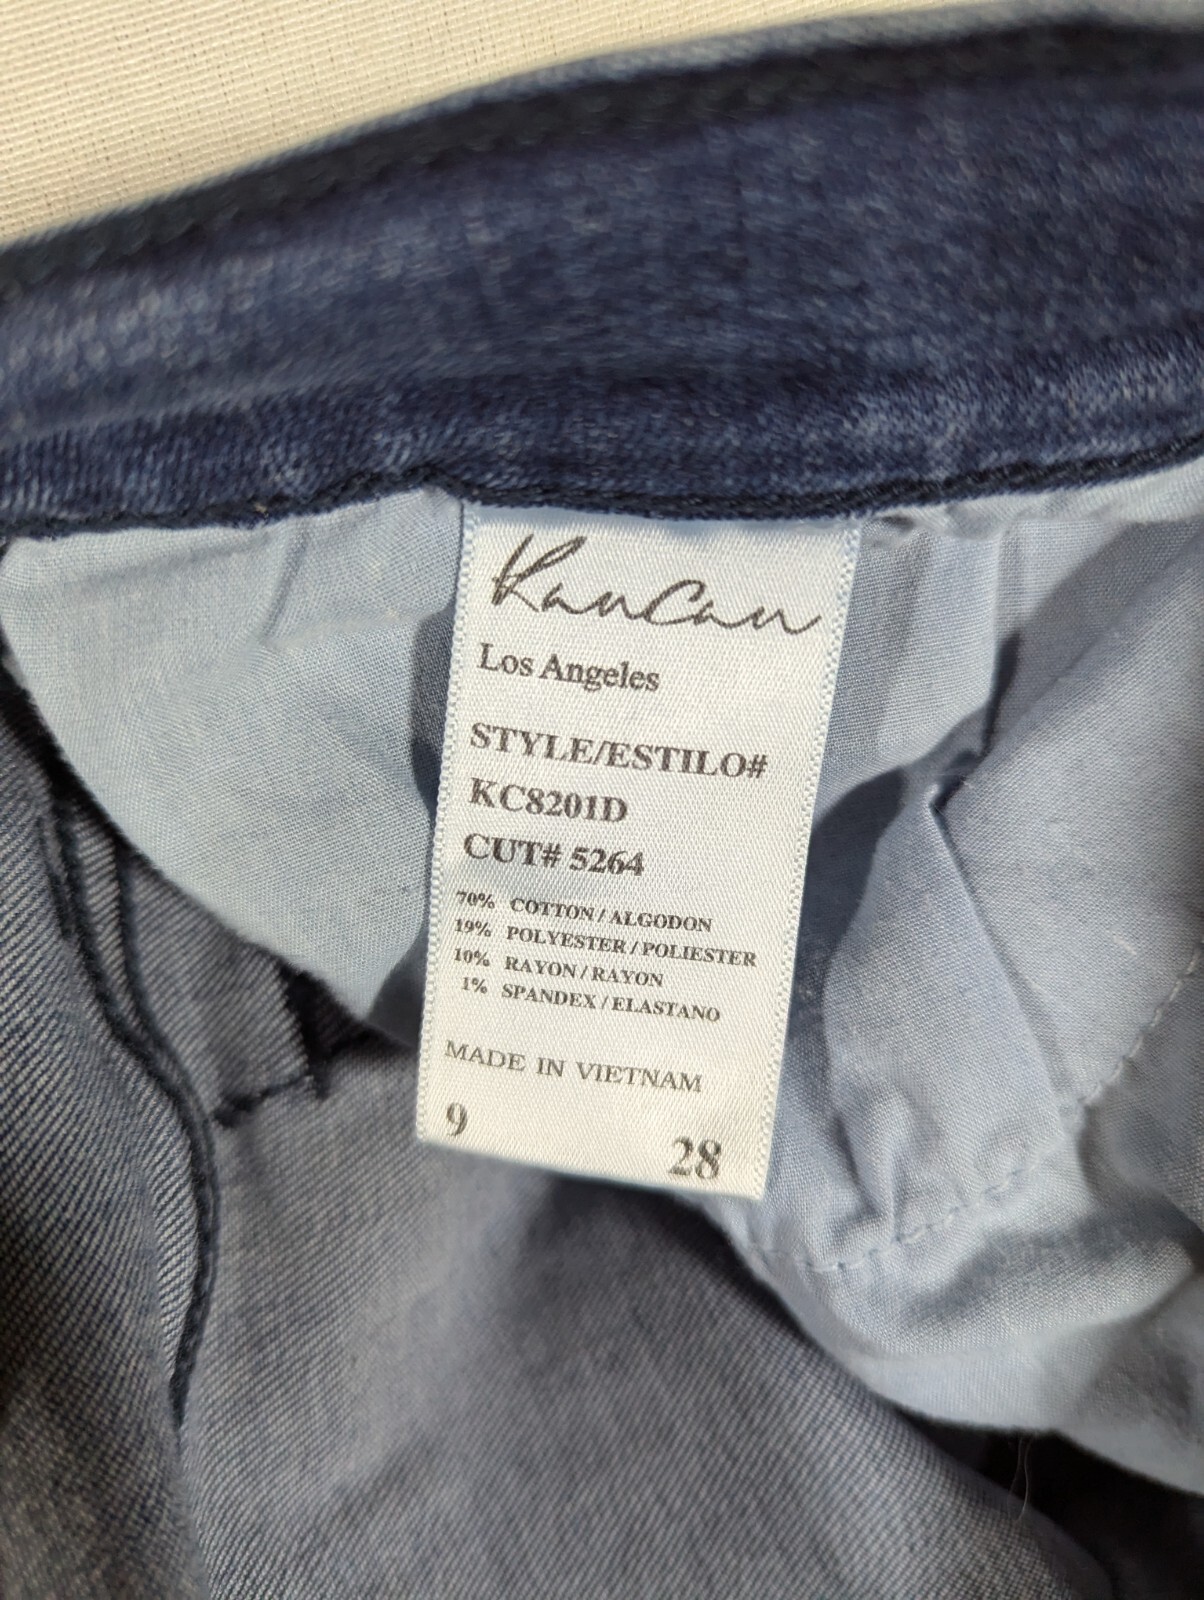 KanCan
Los Angeles
STYLE/ESTILO#
KC8201D
CUT# 5264
70% COTTON / ALGODON
19% POLYESTER / POLIESTER
10% RAYON / RAYON
1% SPANDEX / ELASTANO
MADE IN VIETNAM
9 28